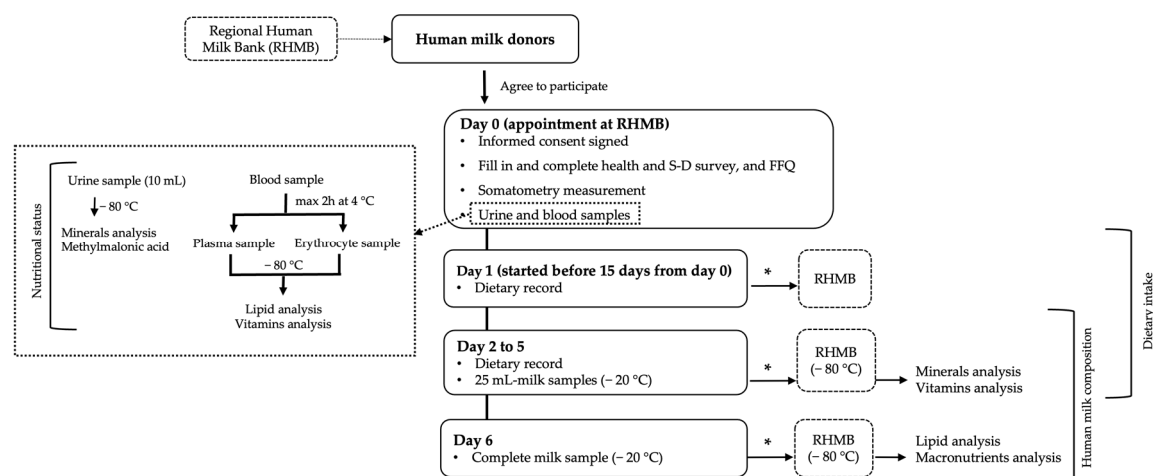 Regional Human
Milk Bank (RHMB)
Human milk donors
Agree to participate
Day 0 (appointment at RHMB)
• Informed consent signed
• Fill in and complete health and S-D survey, and FFQ
• Somatometry measurement
• Urine and blood samples
Nutritional status
Urine sample (10 mL)
− 80 °C
Minerals analysis
Methylmalonic acid
Blood sample
max 2h at 4 °C
Plasma sample
Erythrocyte sample
− 80 °C
Lipid analysis
Vitamins analysis
Day 1 (started before 15 days from day 0)
• Dietary record
*
RHMB
Day 2 to 5
• Dietary record
• 25 mL-milk samples (− 20 °C)
*
RHMB
(− 80 °C)
Minerals analysis
Vitamins analysis
Day 6
• Complete milk sample (− 20 °C)
*
RHMB
(− 80 °C)
Lipid analysis
Macronutrients analysis
Human milk composition
Dietary intake